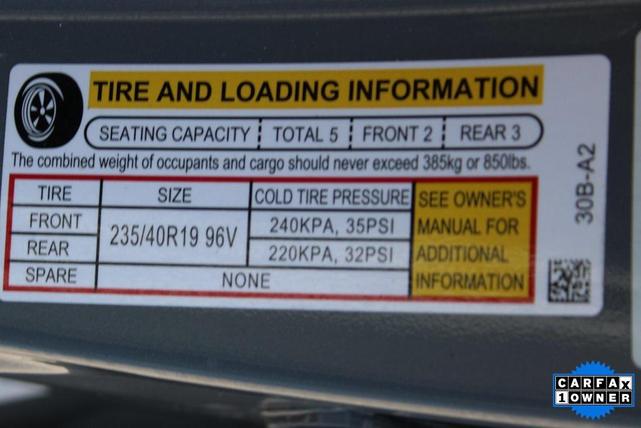 TIRE AND LOADING INFORMATION
SEATING CAPACITY TOTAL 5 FRONT 2 REAR 3
The combined weight of occupants and cargo should never exceed 385kg or 850lbs.
TIRE SIZE COLD TIRE PRESSURE SEE OWNER'S
FRONT 235/40R19 96V 240KPA, 35PSI MANUAL FOR
REAR 220KPA, 32PSI ADDITIONAL
SPARE NONE INFORMATION
30B-A2
CARFAX
1 OWNER